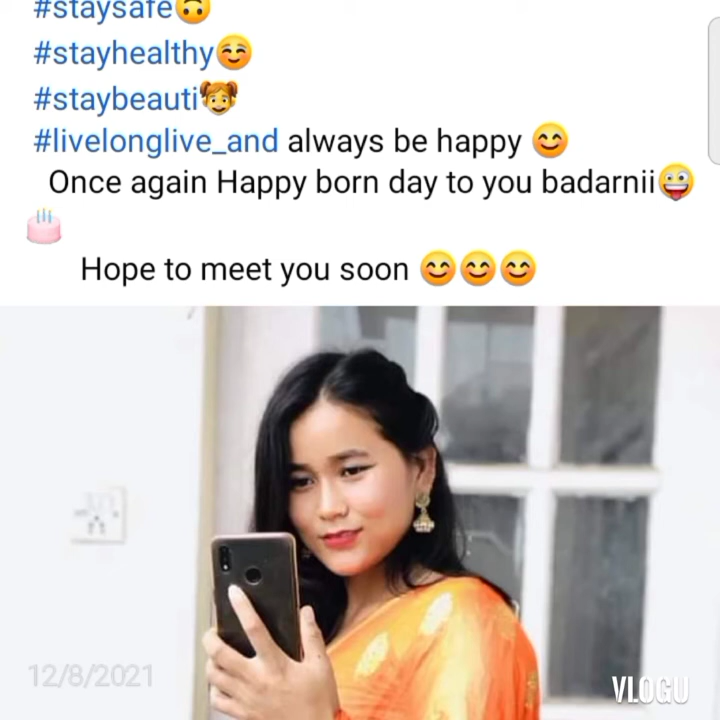 #staysafe🙃
#stayhealthy☺️
#staybeauti👧
#livelonglive_and always be happy 😊
Once again Happy born day to you badarnii🤪
🎂
Hope to meet you soon 😊😊😊
12/8/2021
VLOGU